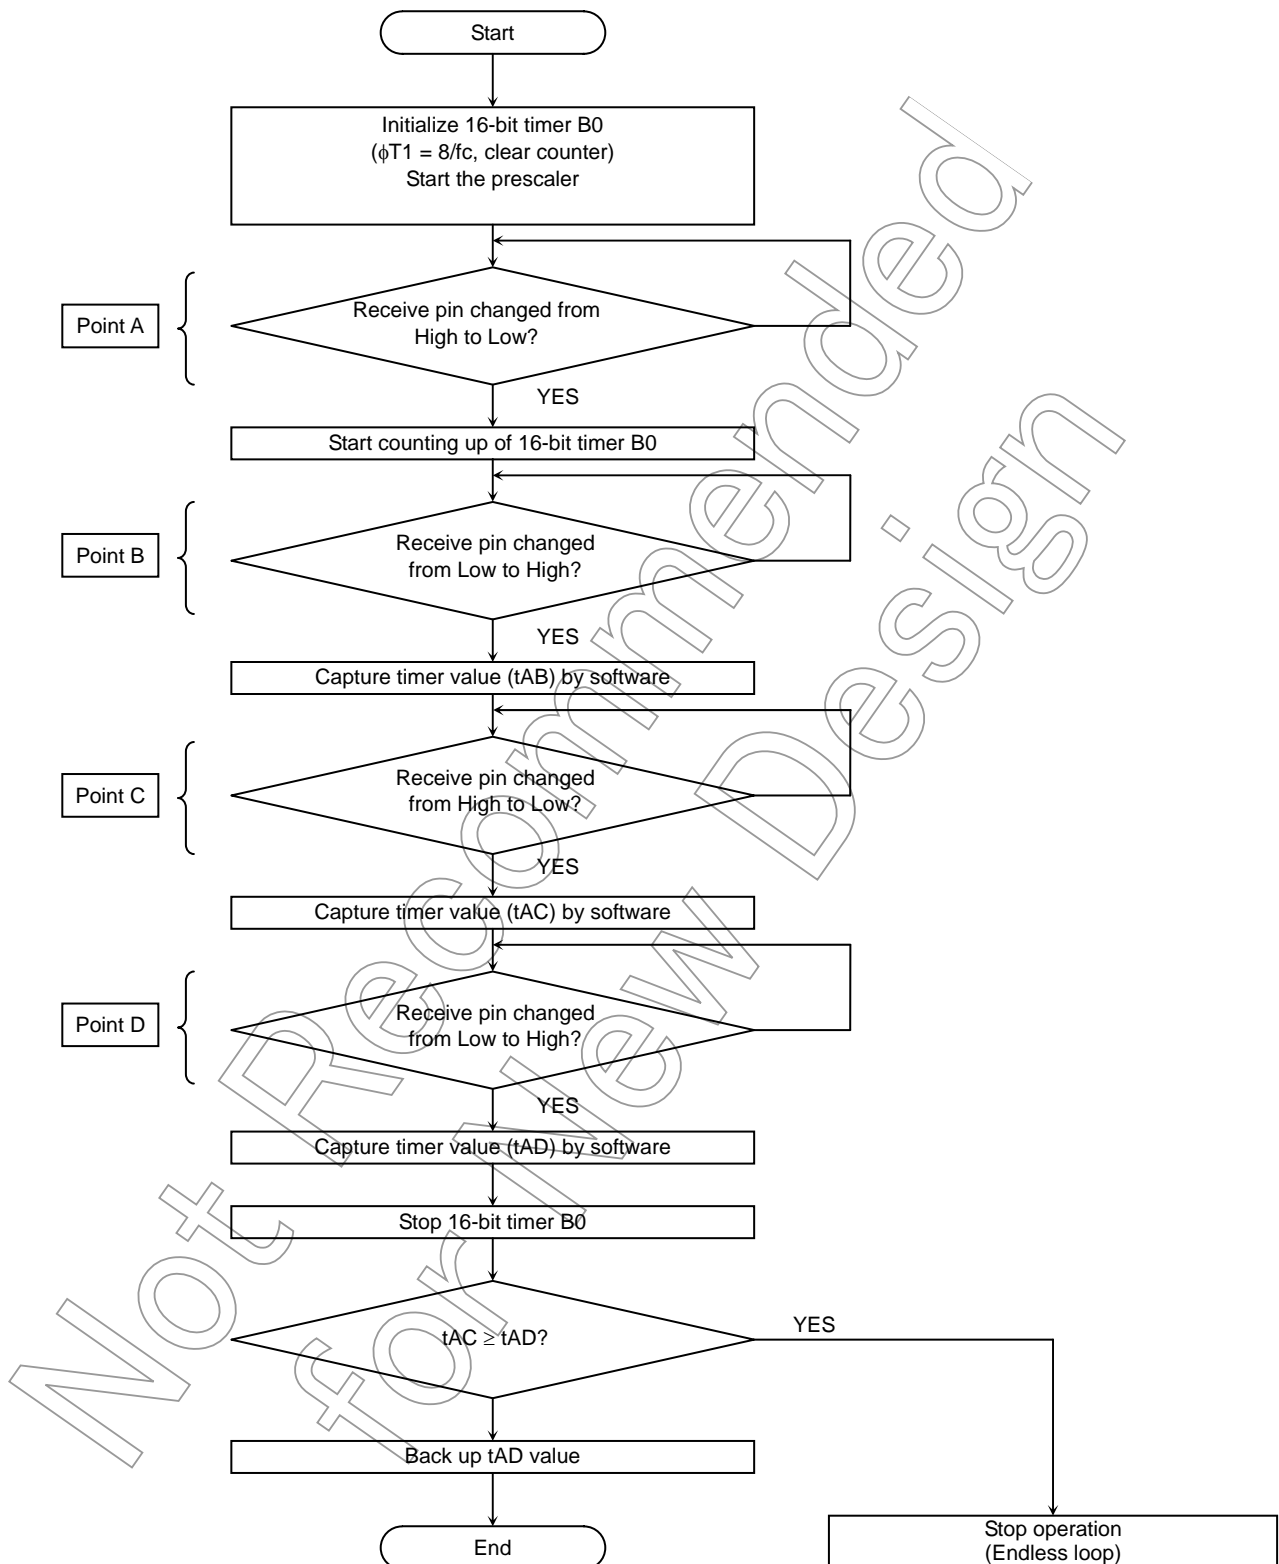 Start
Initialize 16-bit timer B0
(ϕT1 = 8/fc, clear counter)
Start the prescaler
Point A
Receive pin changed from
High to Low?
YES
Start counting up of 16-bit timer B0
Point B
Receive pin changed
from Low to High?
YES
Capture timer value (tAB) by software
Point C
Receive pin changed
from High to Low?
YES
Capture timer value (tAC) by software
Point D
Receive pin changed
from Low to High?
YES
Capture timer value (tAD) by software
Stop 16-bit timer B0
tAC ≥ tAD?
YES
Back up tAD value
End
Stop operation
(Endless loop)
Not Recommended
for New Design